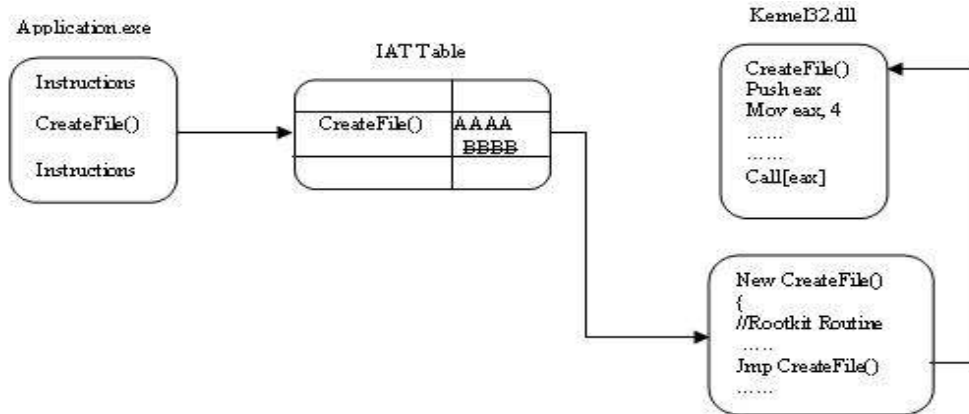 Application.exe
Instructions
CreateFile()
Instructions
IAT Table
CreateFile() AAAA
BBBB
Kernel32.dll
CreateFile()
Push eax
Mov eax, 4
......
......
Call[eax]
New CreateFile()
{
//Rootkit Routine
.....
Jmp CreateFile()
......